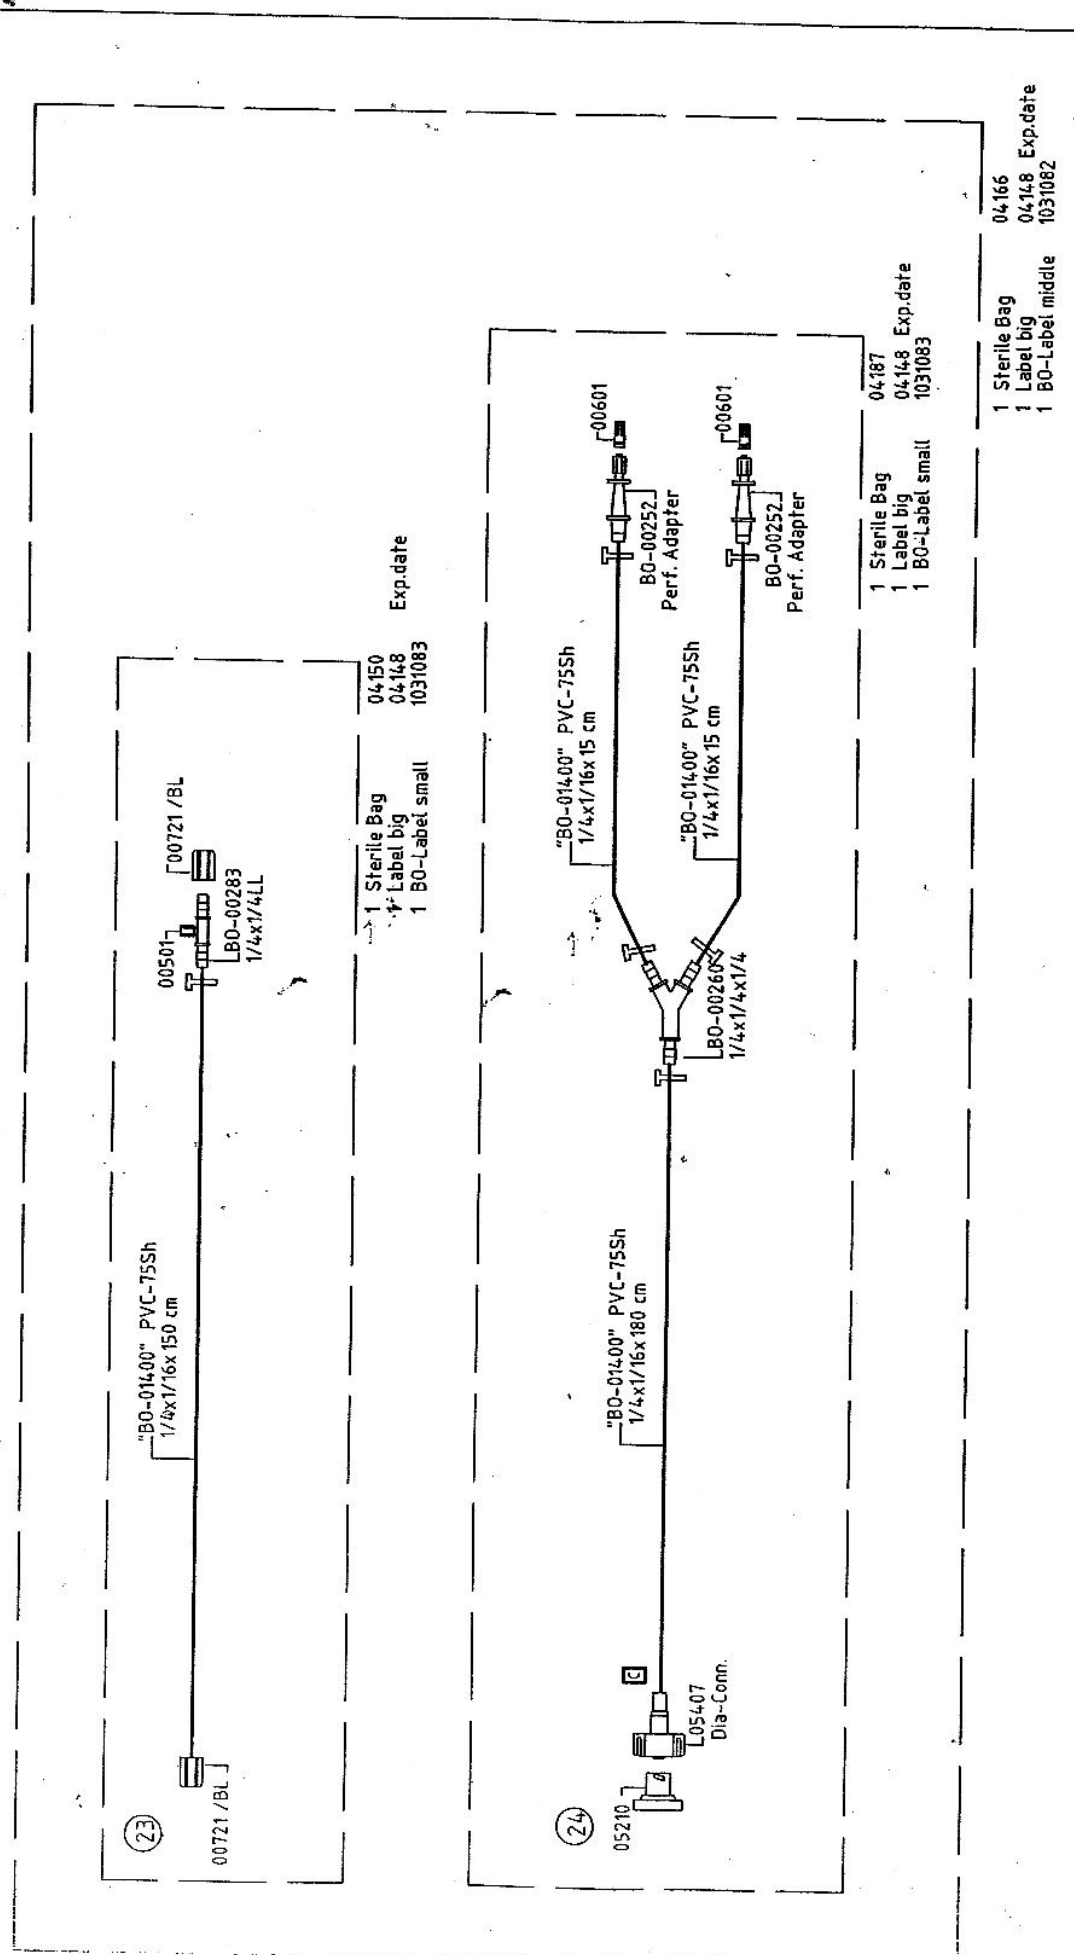 23
00721 /BL
"BO-01400" PVC-75Sh
1/4x1/16x150 cm
00501
BO-00283
1/4x1/4LL
00721 /BL
1 Sterile Bag 04150
1 Label big 04148 Exp.date
1 BO-Label small 1031083
24
05210
05407
Dia-Conn.
C
"BO-01400" PVC-75Sh
1/4x1/16x180 cm
BO-00260
1/4x1/4x1/4
"BO-01400" PVC-75Sh
1/4x1/16x15 cm
"BO-01400" PVC-75Sh
1/4x1/16x15 cm
BO-00252
Perf. Adapter
00601
BO-00252
Perf. Adapter
00601
1 Sterile Bag 04187
1 Label big 04148 Exp.date
1 BO-Label small 1031083
1 Sterile Bag 04166
1 Label big 04148 Exp.date
1 BO-Label middle 1031082